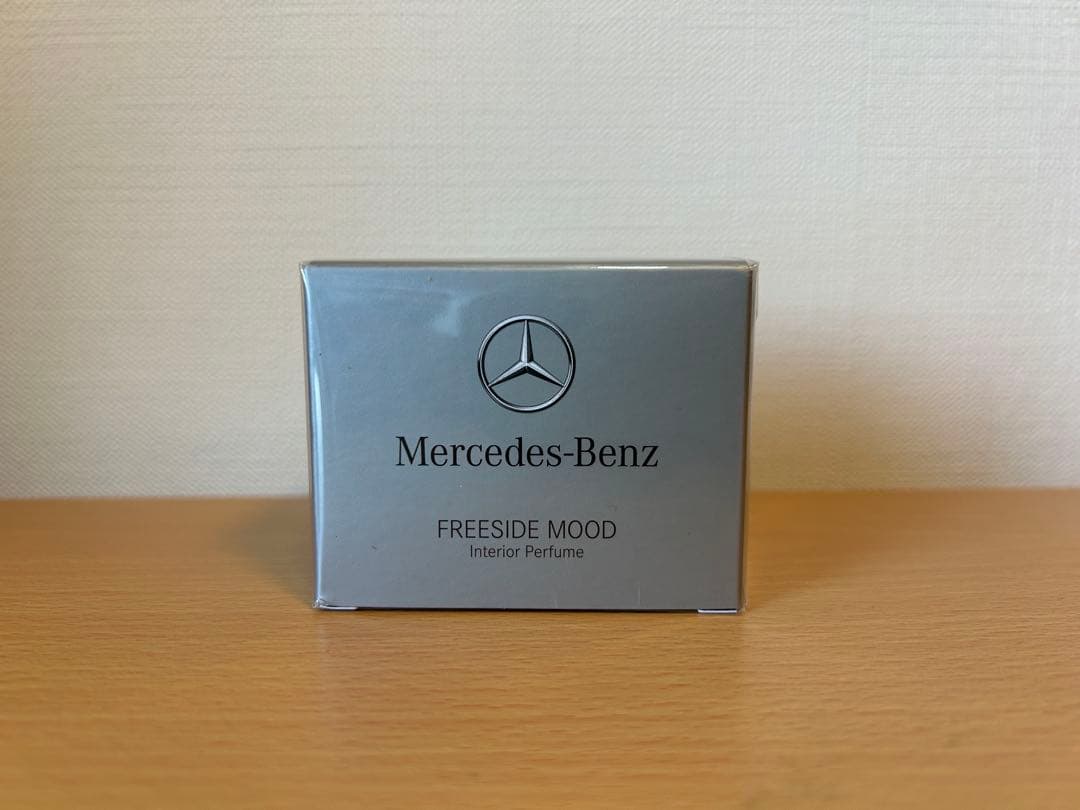 Mercedes-Benz
FREESIDE MOOD
Interior Perfume